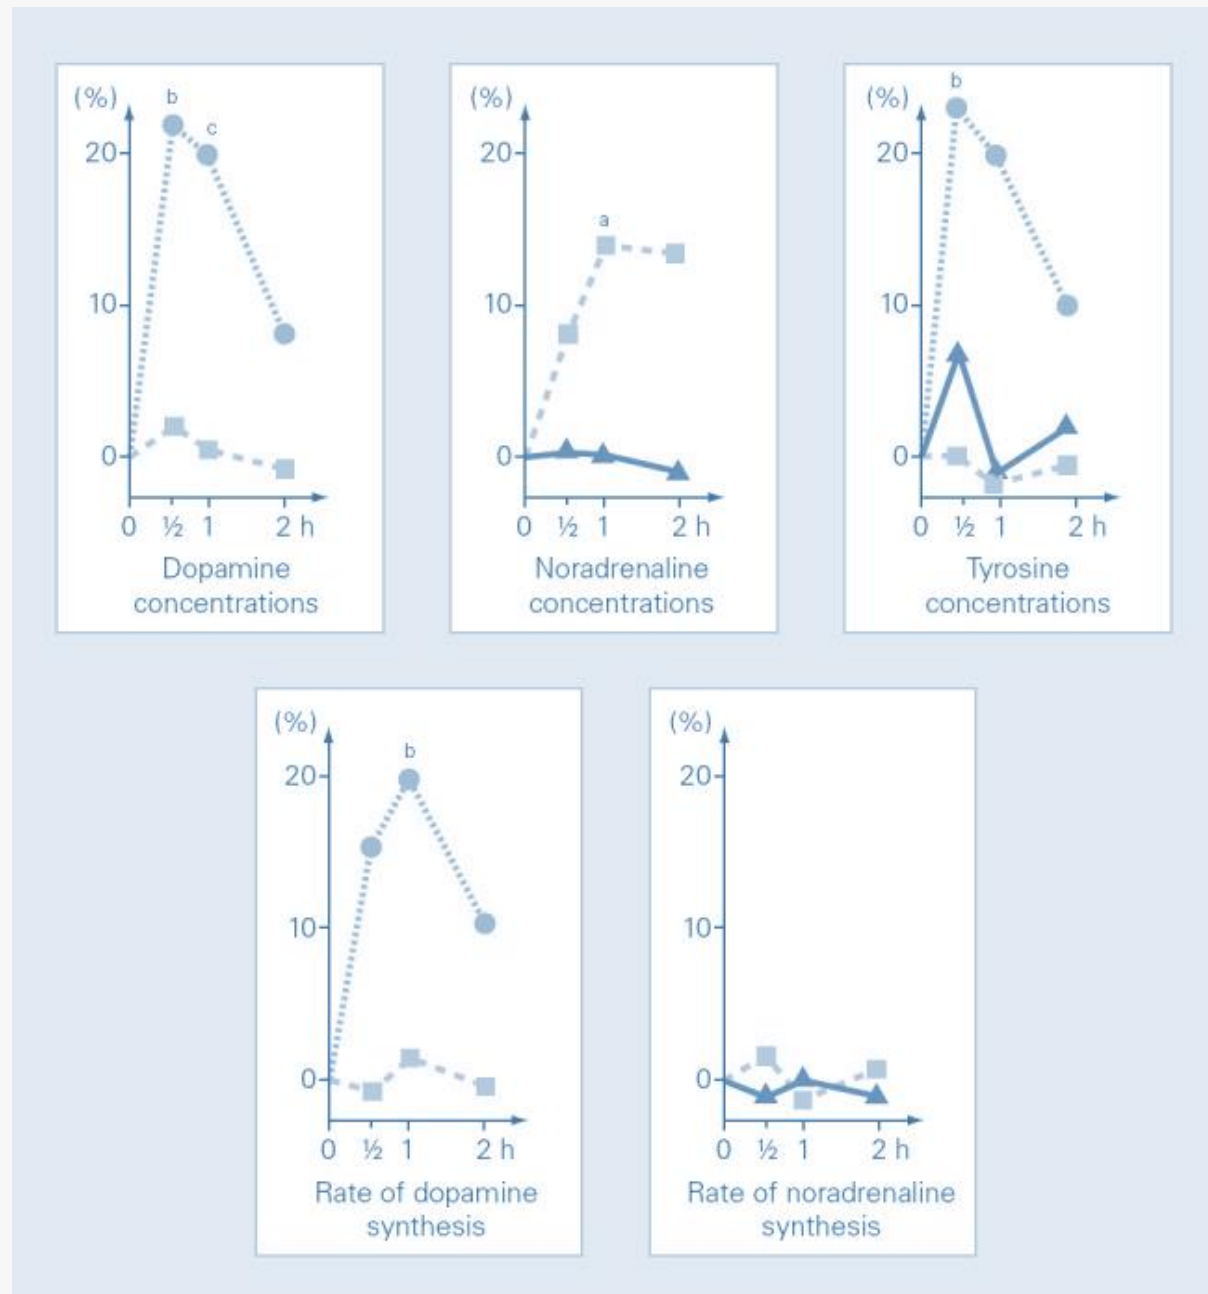 (%)
b
c
20
10
0
0 ½ 1 2 h
Dopamine
concentrations
(%)
20
a
10
0
0 ½ 1 2 h
Noradrenaline
concentrations
b
(%)
20
10
0
0 ½ 1 2 h
Tyrosine
concentrations
(%)
b
20
10
0
0 ½ 1 2 h
Rate of dopamine
synthesis
(%)
20
10
0
0 ½ 1 2 h
Rate of noradrenaline
synthesis